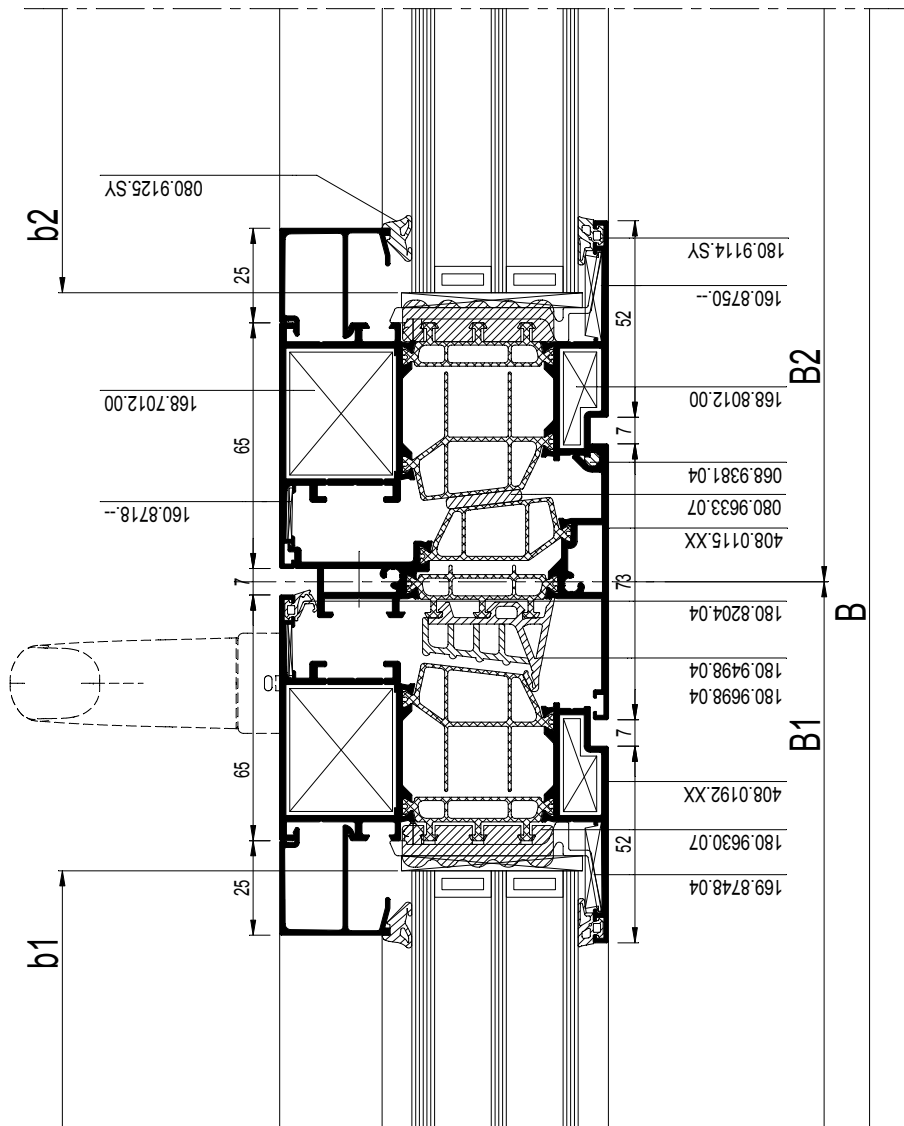 b2
080.9125.SY
25
180.9114.SY
160.8750.--
52
B2
168.7012.00
168.8012.00
65
7
068.9381.04
080.9633.07
160.8718.--
408.0115.XX
7
73
B
180.8204.04
180.9498.04
180.9698.04
B1
7
65
408.0192.XX
180.9630.07
52
169.8748.04
25
b1